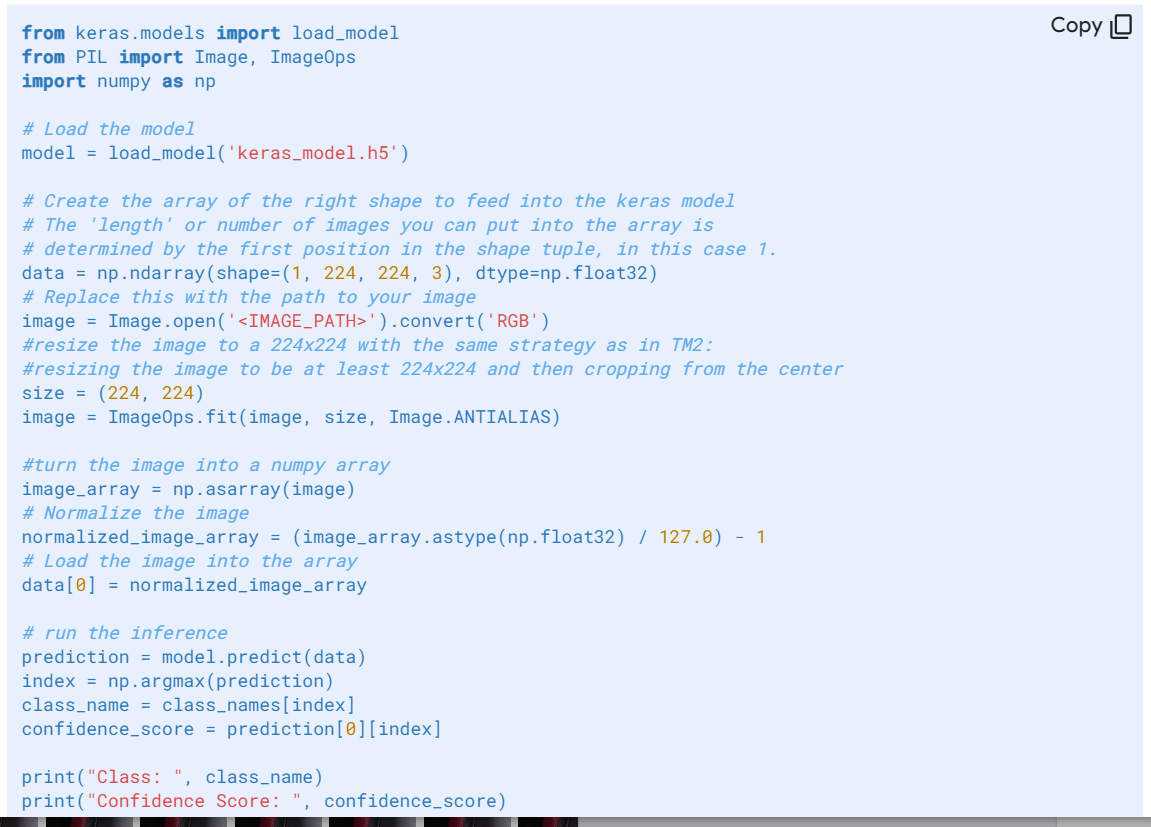 Copy
from keras.models import load_model
from PIL import Image, ImageOps
import numpy as np
# Load the model
model = load_model('keras_model.h5')
# Create the array of the right shape to feed into the keras model
# The 'length' or number of images you can put into the array is
# determined by the first position in the shape tuple, in this case 1.
data = np.ndarray(shape=(1, 224, 224, 3), dtype=np.float32)
# Replace this with the path to your image
image = Image.open('<IMAGE_PATH>').convert('RGB')
#resize the image to a 224x224 with the same strategy as in TM2:
#resizing the image to be at least 224x224 and then cropping from the center
size = (224, 224)
image = ImageOps.fit(image, size, Image.ANTIALIAS)
#turn the image into a numpy array
image_array = np.asarray(image)
# Normalize the image
normalized_image_array = (image_array.astype(np.float32) / 127.0) - 1
# Load the image into the array
data[0] = normalized_image_array
# run the inference
prediction = model.predict(data)
index = np.argmax(prediction)
class_name = class_names[index]
confidence_score = prediction[0][index]
print("Class: ", class_name)
print("Confidence Score: ", confidence_score)